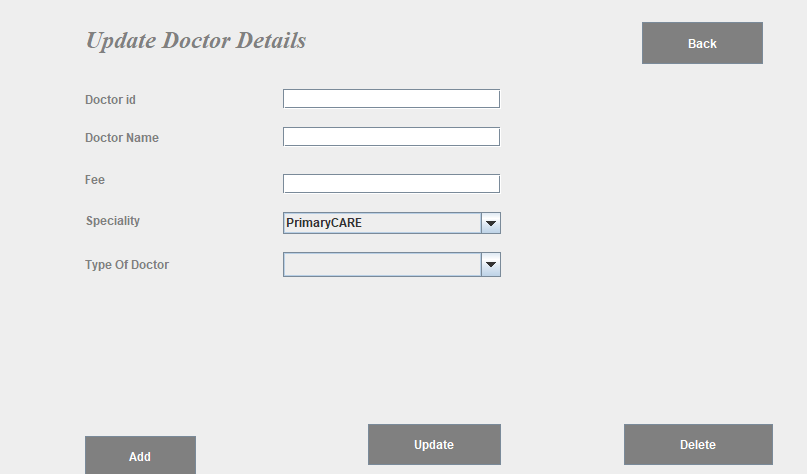 Update Doctor Details
Back
Doctor id
Doctor Name
Fee
Speciality
PrimaryCARE
Type Of Doctor
Add
Update
Delete